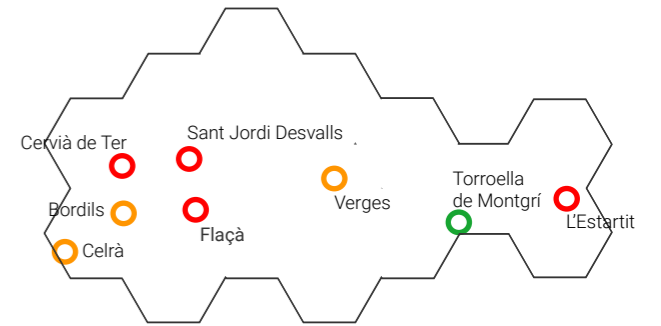 Sant Jordi Desvalls
Cervià de Ter
Torroella
de Montgrí
Verges
Bordils
L'Estartit
Flaçà
Celrà